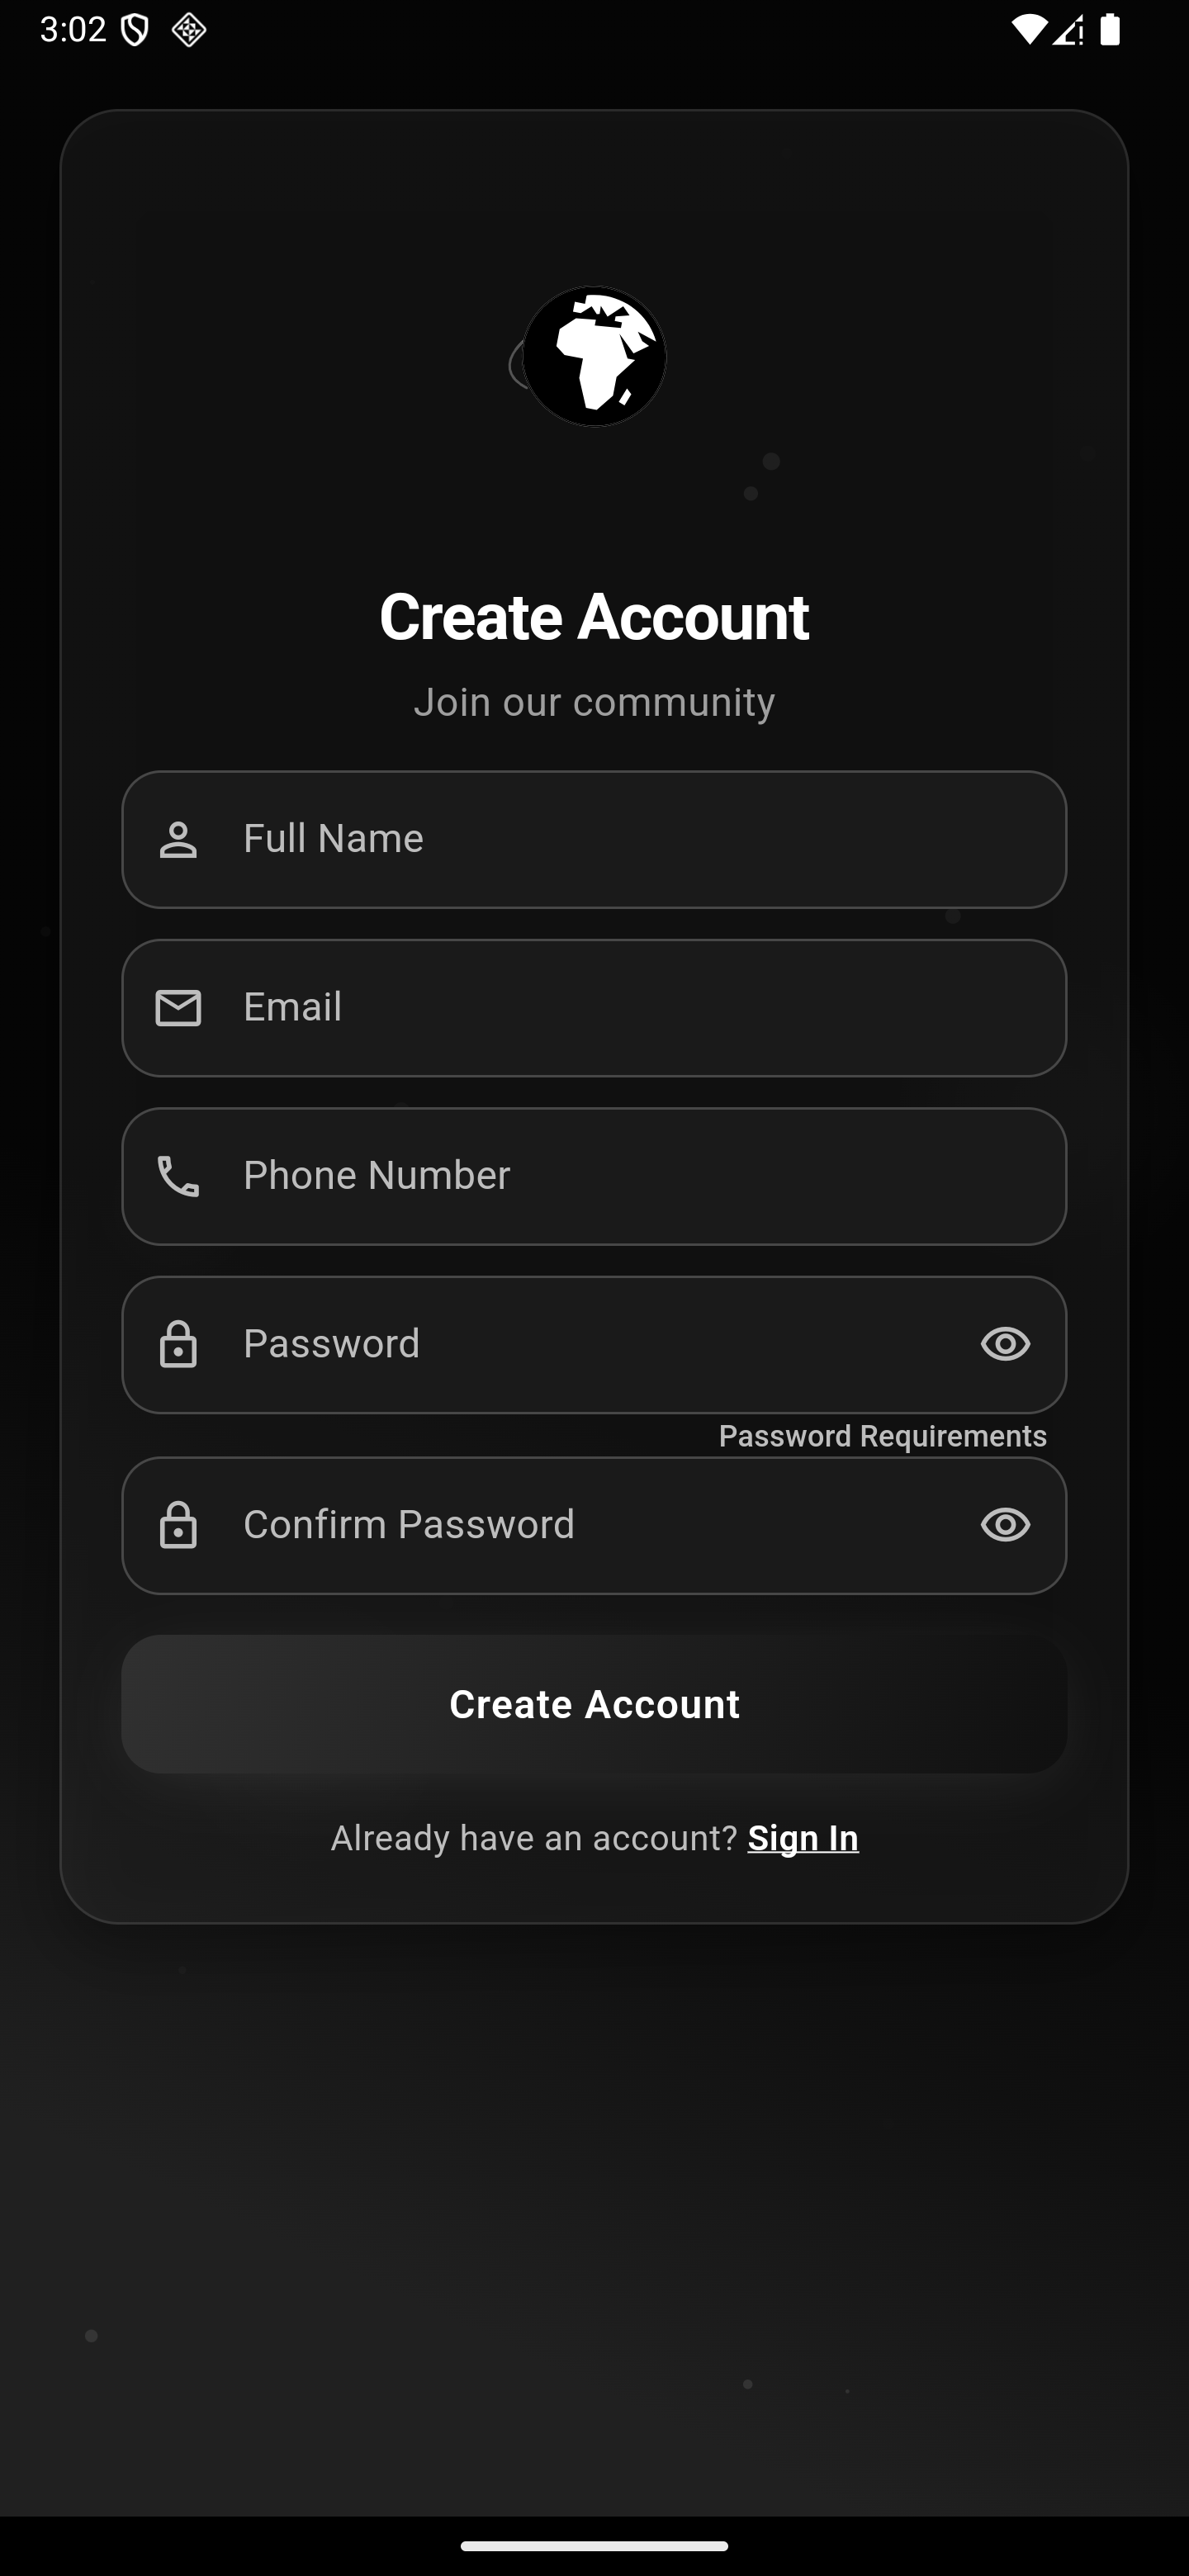 3:02
Create Account
Join our community
Full Name
Email
Phone Number
Password
Password Requirements
Confirm Password
Create Account
Already have an account? Sign In